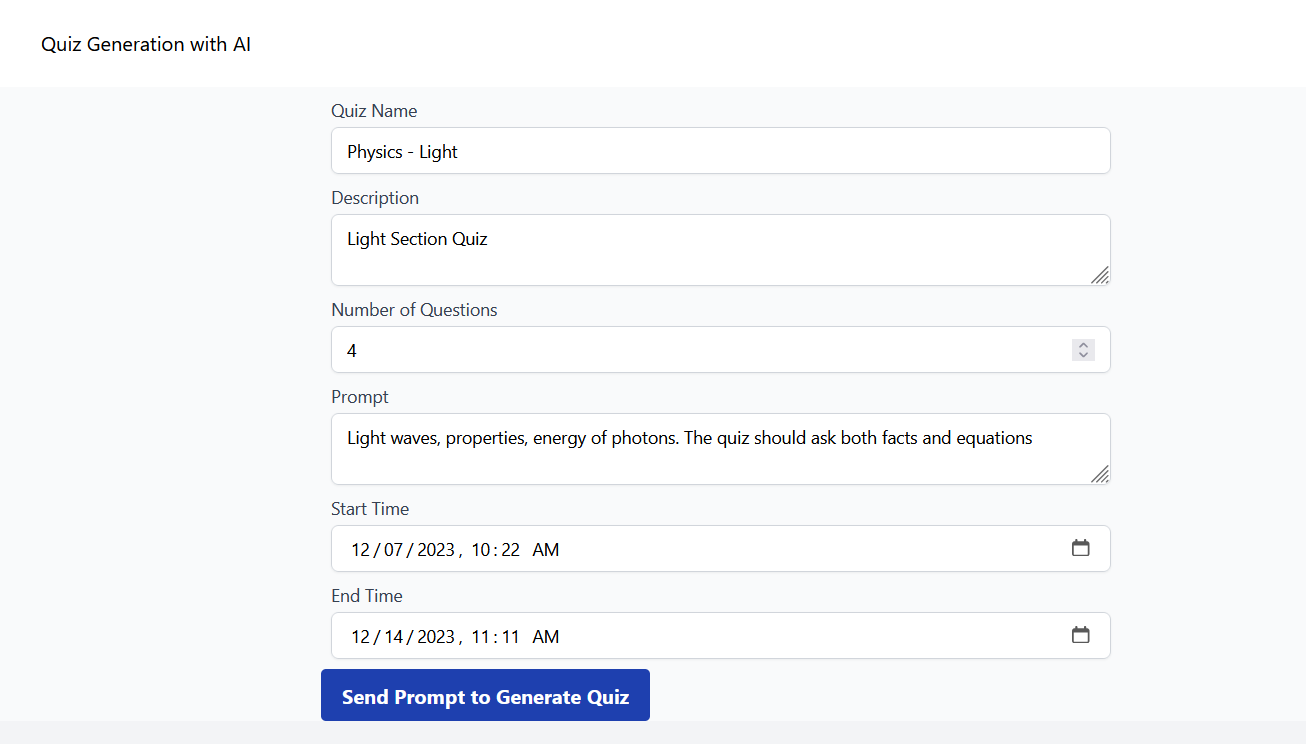 Quiz Generation with AI
Quiz Name
Physics - Light
Description
Light Section Quiz
Number of Questions
4
Prompt
Light waves, properties, energy of photons. The quiz should ask both facts and equations
Start Time
12/07/2023, 10:22 AM
End Time
12/14/2023, 11:11 AM
Send Prompt to Generate Quiz